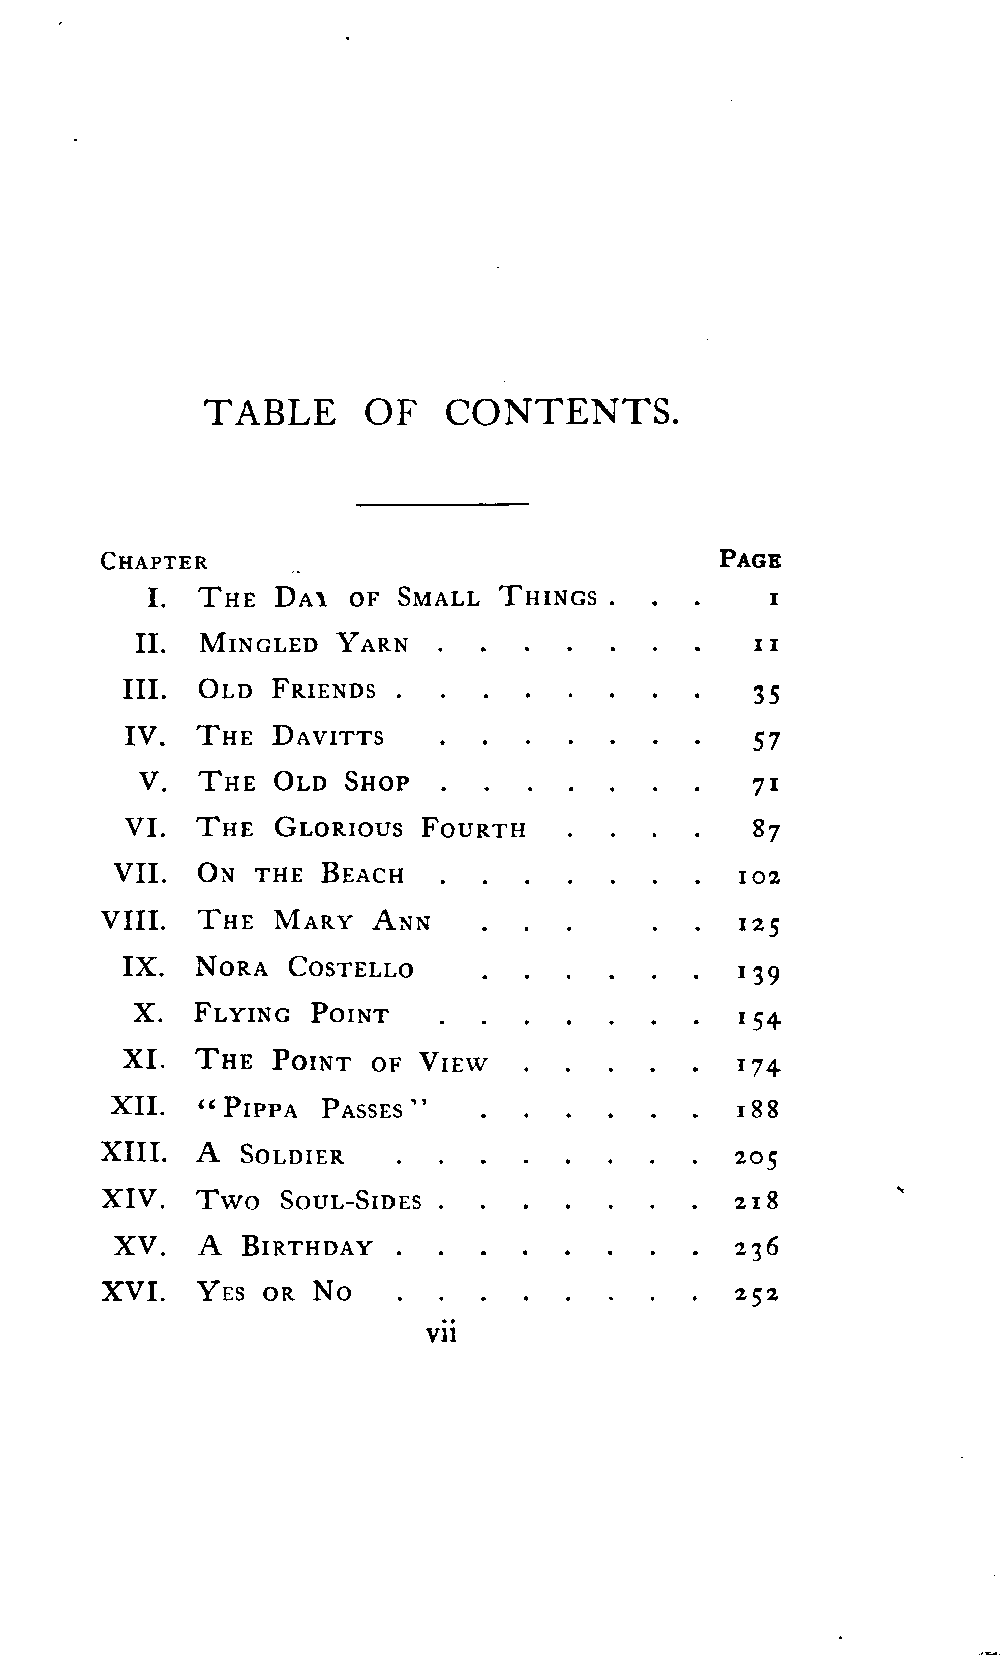 TABLE OF CONTENTS.
CHAPTER PAGE
I. THE DAY OF SMALL THINGS . . . 1
II. MINGLED YARN . . . . . . . 11
III. OLD FRIENDS . . . . . . . . 35
IV. THE DAVITTS . . . . . . . 57
V. THE OLD SHOP . . . . . . . 71
VI. THE GLORIOUS FOURTH . . . . 87
VII. ON THE BEACH . . . . . . . 102
VIII. THE MARY ANN . . . . . 125
IX. NORA COSTELLO . . . . . . 139
X. FLYING POINT . . . . . . . 154
XI. THE POINT OF VIEW . . . . . 174
XII. "PIPPA PASSES" . . . . . . 188
XIII. A SOLDIER . . . . . . . . 205
XIV. TWO SOUL-SIDES . . . . . . . 218
XV. A BIRTHDAY . . . . . . . . 236
XVI. YES OR NO . . . . . . . . 252
vii